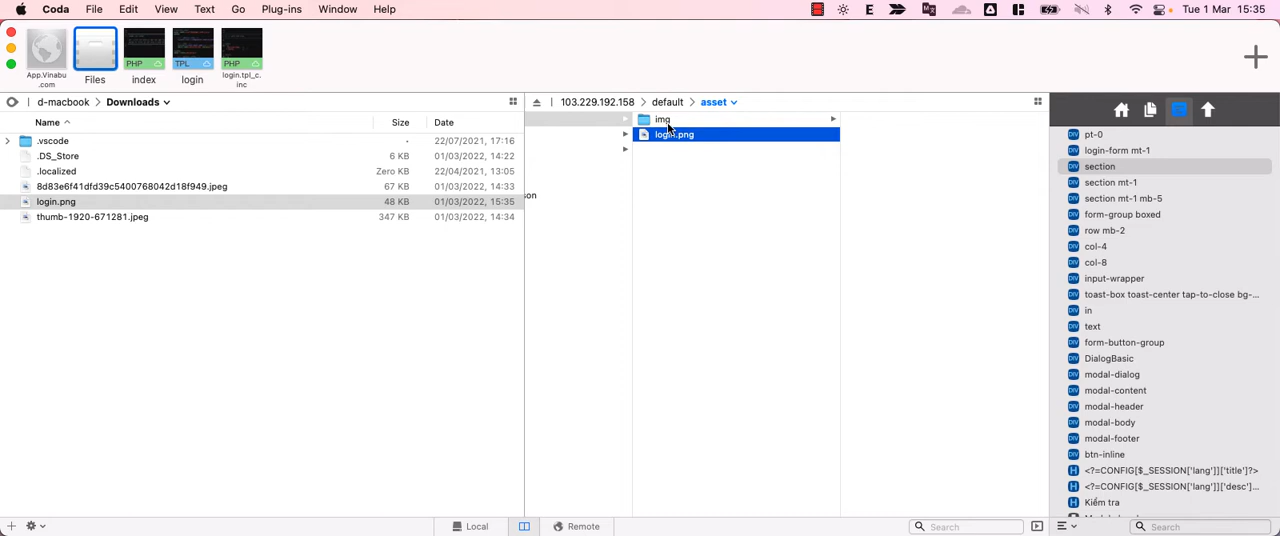 Coda File Edit View Text Go Plug-ins Window Help Tue 1 Mar 15:35
App.Vinabu
.com
Files
PHP
index
TPL
login
PHP
login.tpl_c.
inc
d-macbook Downloads
Name Size Date
.vscode 22/07/2021, 17:16
.DS_Store 6 KB 01/03/2022, 14:22
.localized Zero KB 22/04/2021, 13:05
8d83e6f41dfd39c5400768042d18f949.jpeg 67 KB 01/03/2022, 14:33
login.png 48 KB 01/03/2022, 15:35
thumb-1920-671281.jpeg 347 KB 01/03/2022, 14:34
103.229.192.158 default asset
img
login.png
son
pt-0
login-form mt-1
section
section mt-1
section mt-1 mb-5
form-group boxed
row mb-2
col-4
col-8
input-wrapper
toast-box toast-center tap-to-close bg-...
in
text
form-button-group
DialogBasic
modal-dialog
modal-content
modal-header
modal-body
modal-footer
btn-inline
<?=CONFIG[$_SESSION['lang']]['title']?>
<?=CONFIG[$_SESSION['lang']]['desc']...
Kiểm tra
Local Remote Search Search